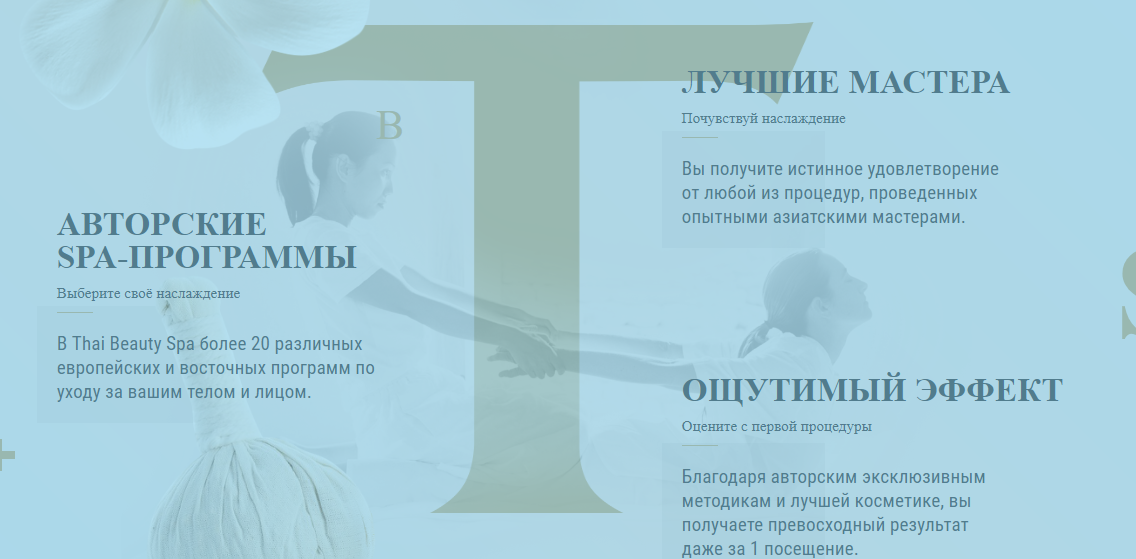 Т
В
АВТОРСКИЕ
SPA-ПРОГРАММЫ
Выберите своё наслаждение
В Thai Beauty Spa более 20 различных
европейских и восточных программ по
уходу за вашим телом и лицом.
ЛУЧШИЕ МАСТЕРА
Почувствуй наслаждение
Вы получите истинное удовлетворение
от любой из процедур, проведенных
опытными азиатскими мастерами.
ОЩУТИМЫЙ ЭФФЕКТ
Оцените с первой процедуры
Благодаря авторским эксклюзивным
методикам и лучшей косметике, вы
получаете превосходный результат
даже за 1 посещение.